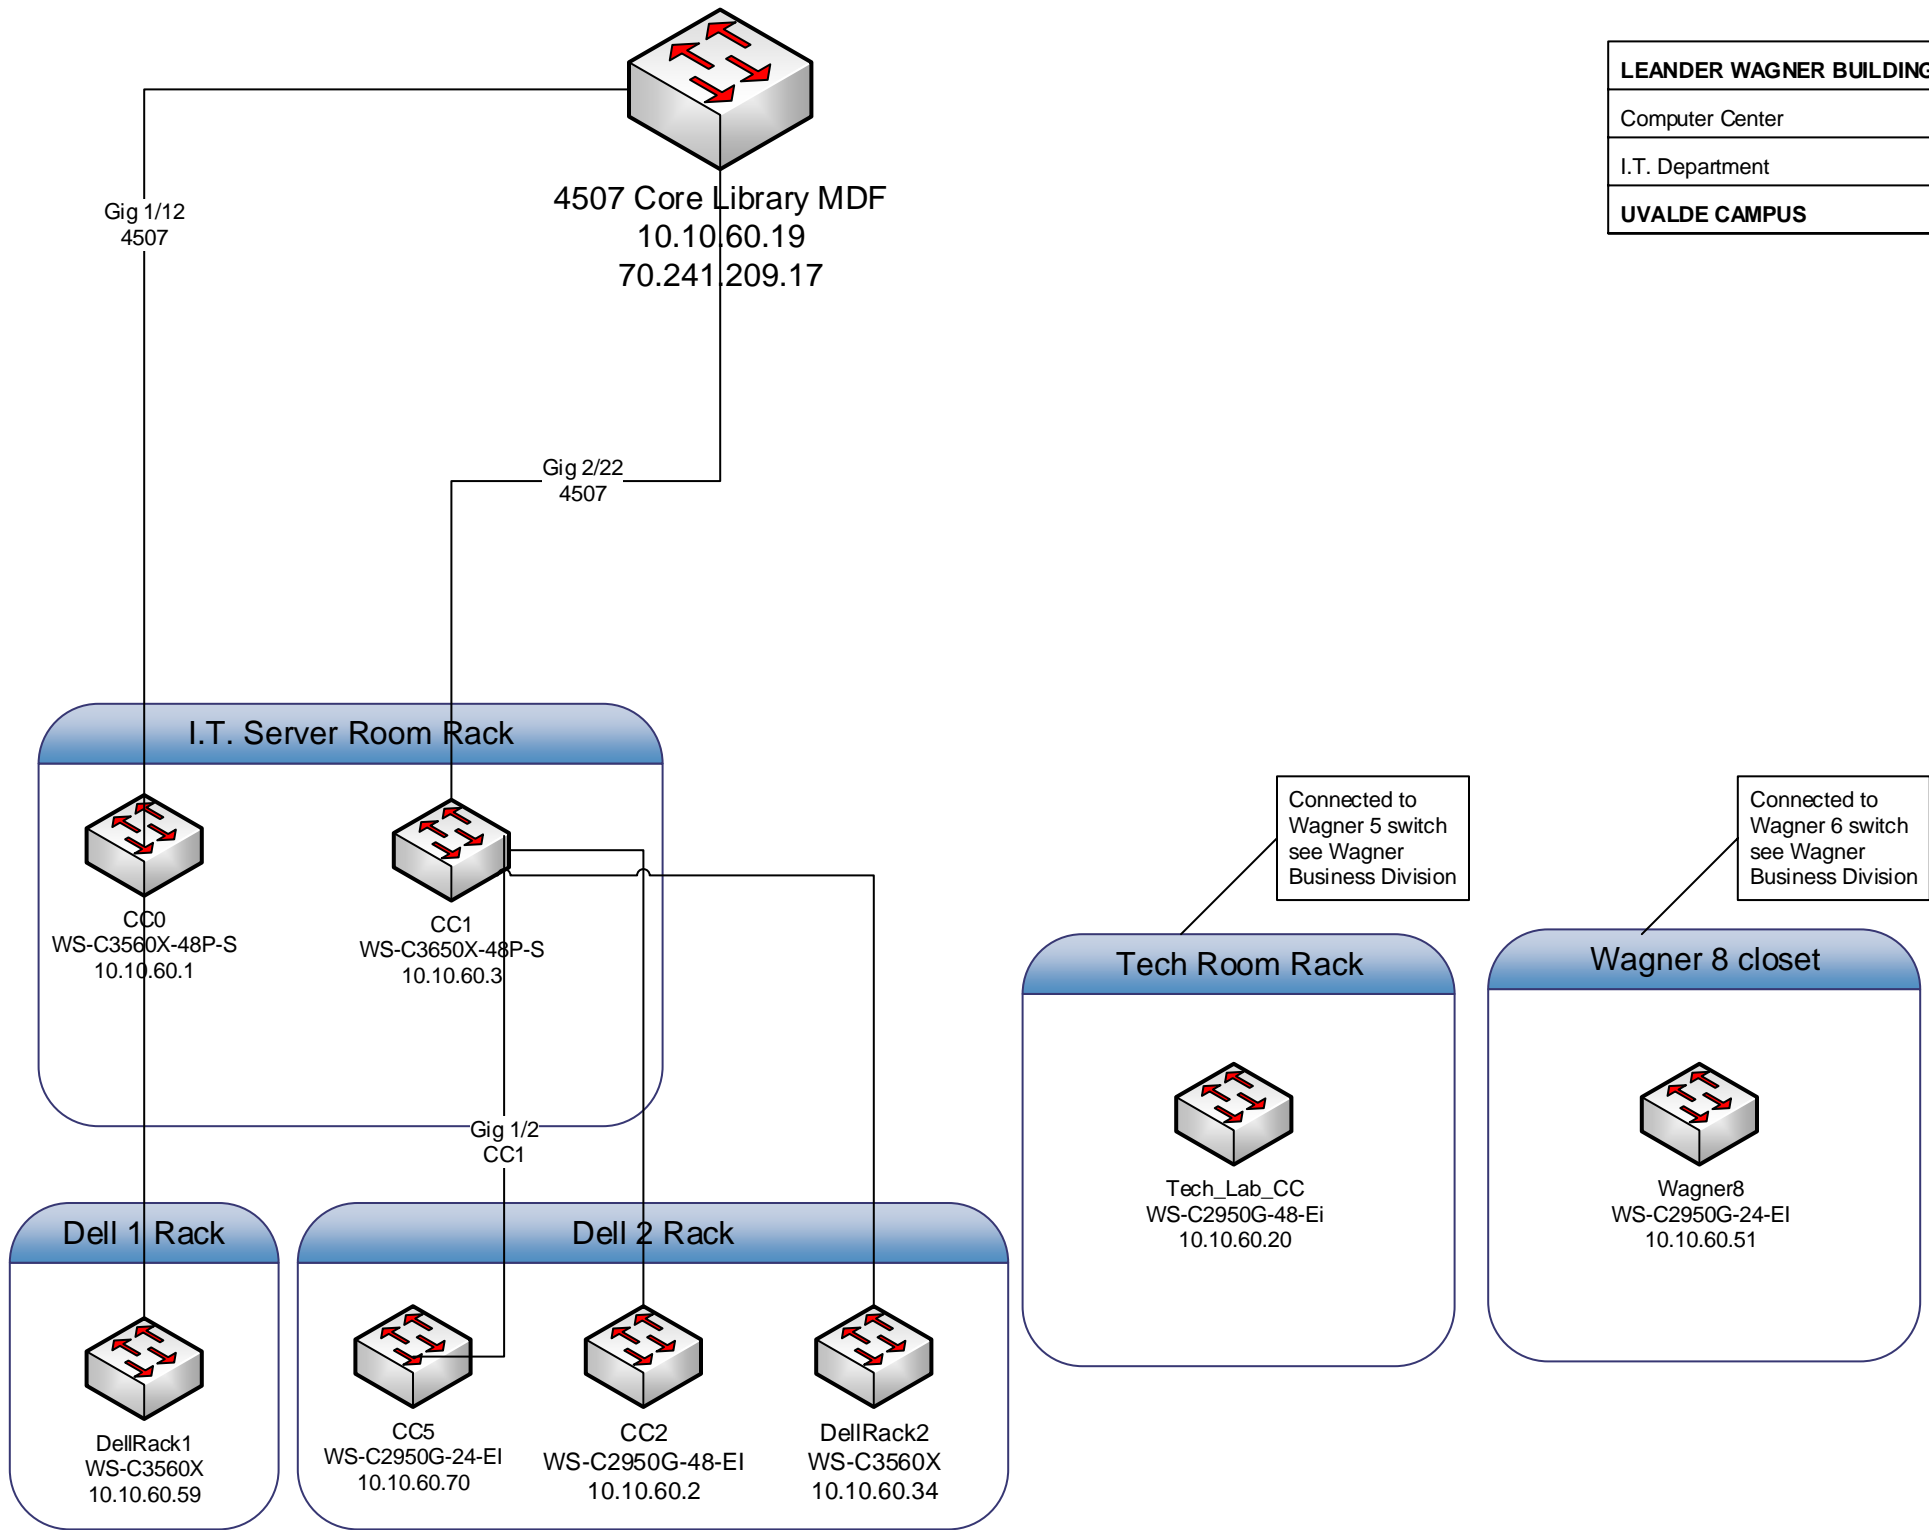 LEANDER WAGNER BUILDING
Computer Center
I.T. Department
UVALDE CAMPUS
4507 Core Library MDF
10.10.60.19
70.241.209.17
Gig 1/12
4507
Gig 2/22
4507
I.T. Server Room Rack
CC0
WS-C3560X-48P-S
10.10.60.1
CC1
WS-C3650X-48P-S
10.10.60.3
Gig 1/2
CC1
Connected to
Wagner 5 switch
see Wagner
Business Division
Connected to
Wagner 6 switch
see Wagner
Business Division
Tech Room Rack
Tech_Lab_CC
WS-C2950G-48-Ei
10.10.60.20
Wagner 8 closet
Wagner8
WS-C2950G-24-EI
10.10.60.51
Dell 1 Rack
DellRack1
WS-C3560X
10.10.60.59
Dell 2 Rack
CC5
WS-C2950G-24-EI
10.10.60.70
CC2
WS-C2950G-48-EI
10.10.60.2
DellRack2
WS-C3560X
10.10.60.34